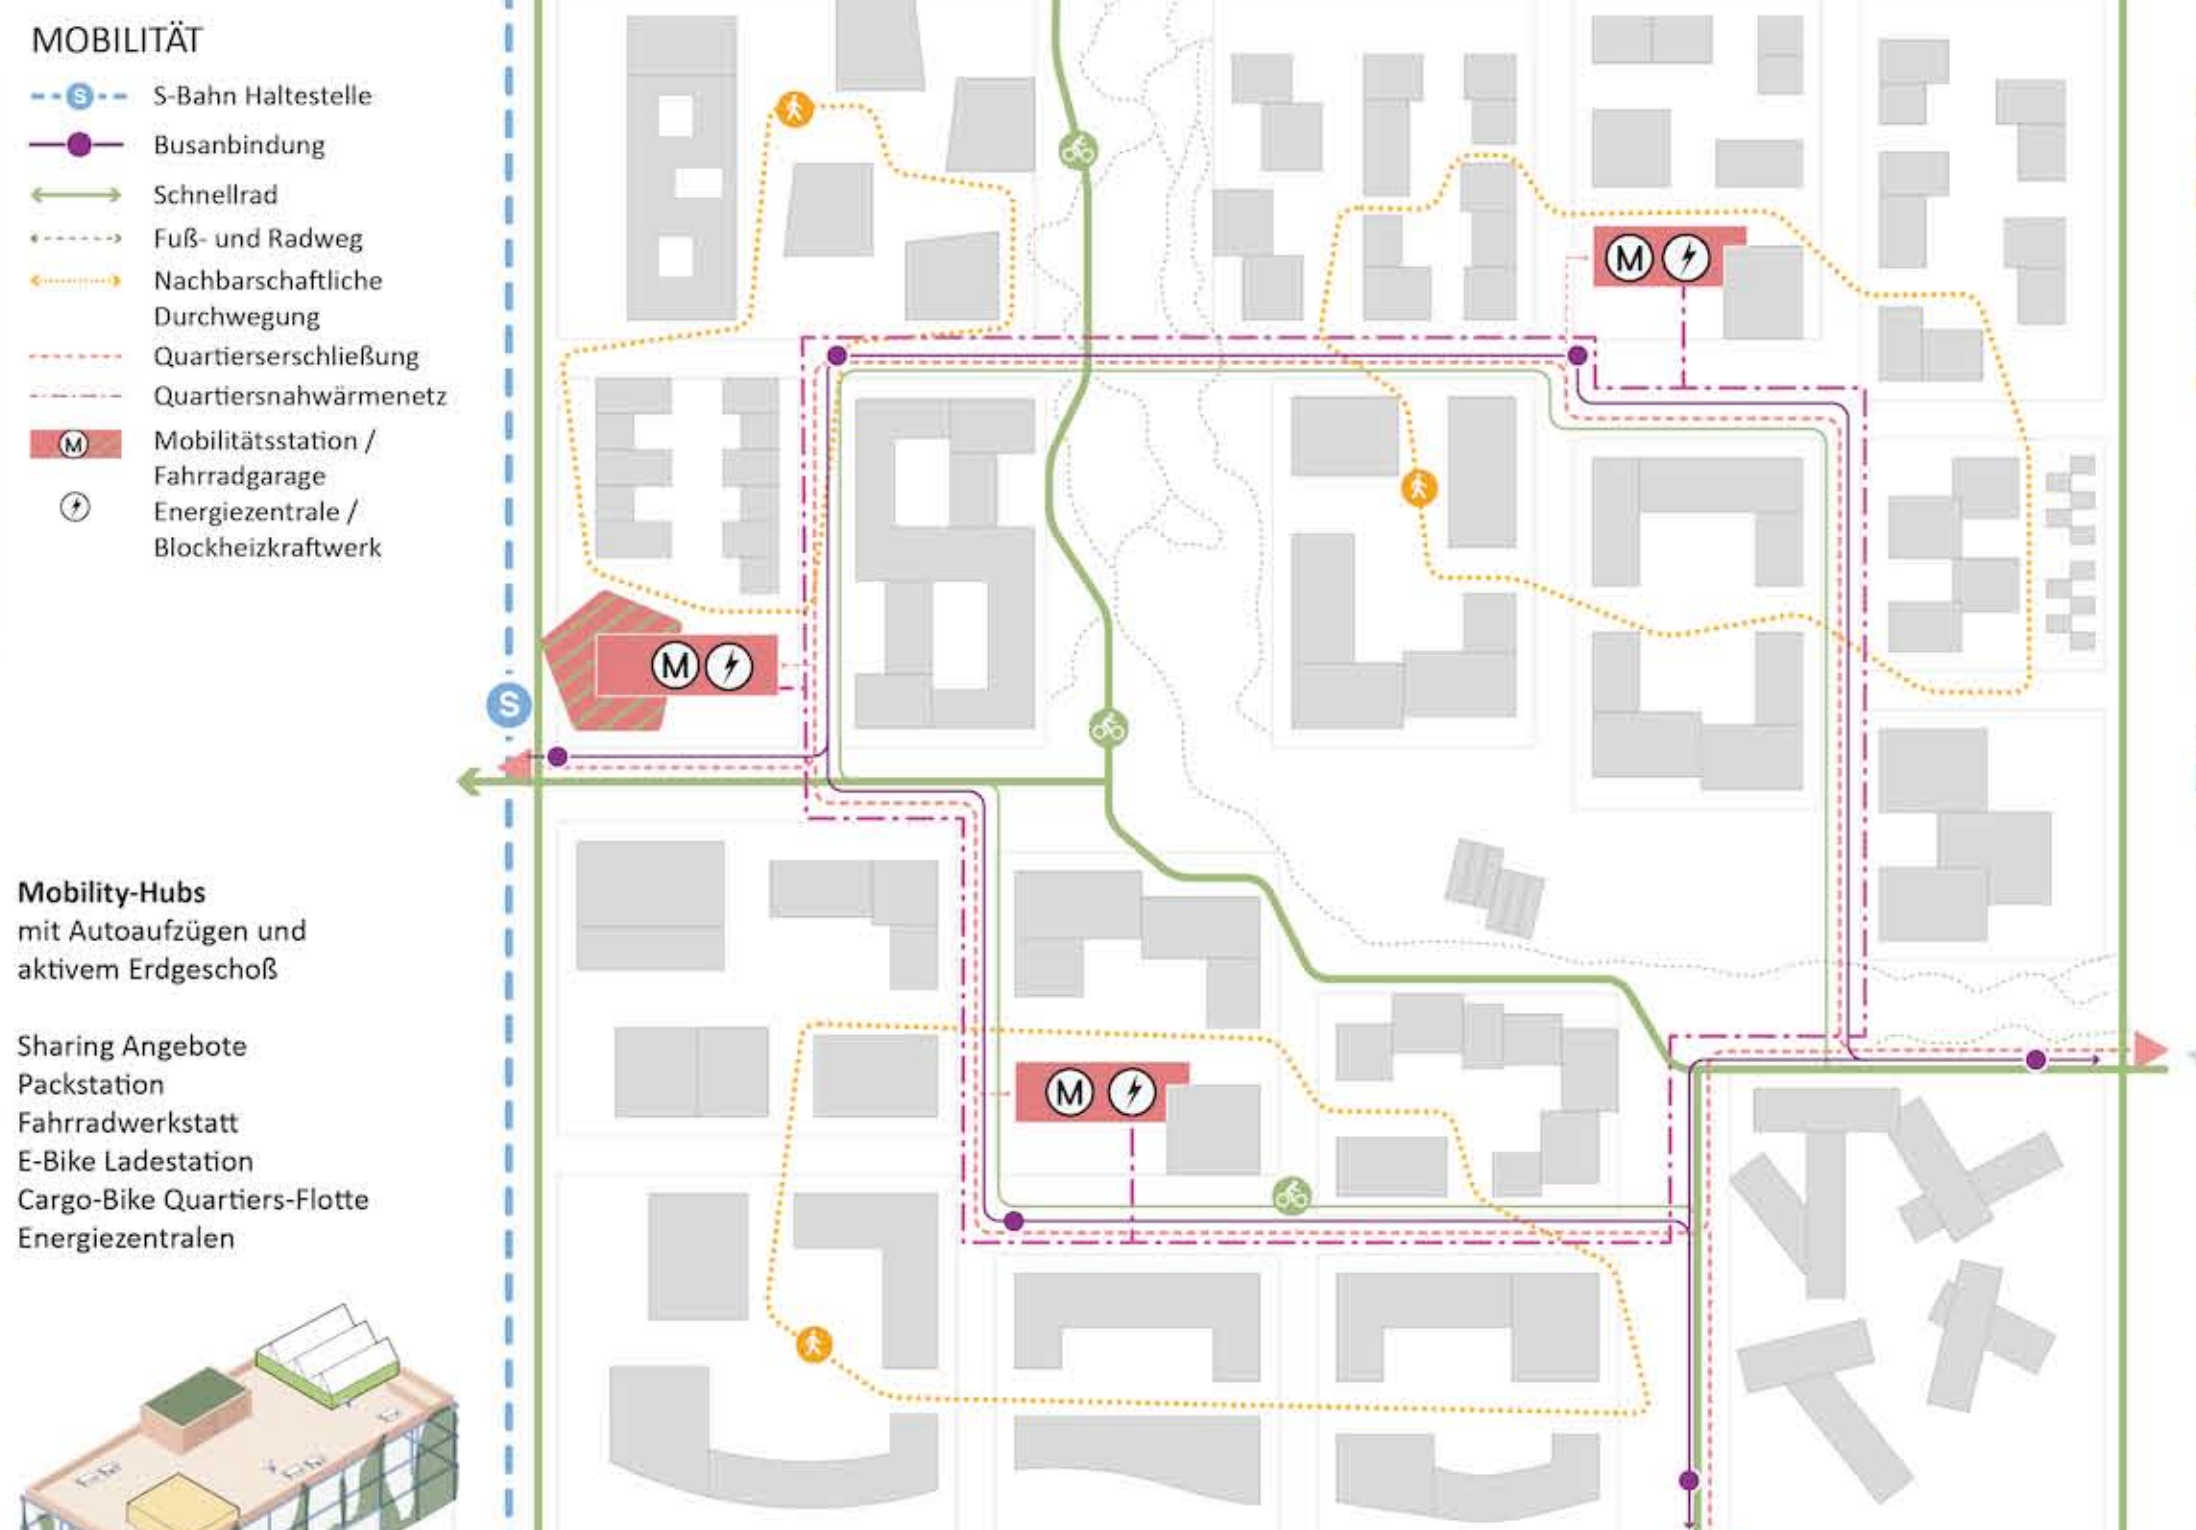 MOBILITÄT
S
S-Bahn Haltestelle
Busanbindung
Schnellrad
Fuß- und Radweg
Nachbarschaftliche
Durchwegung
Quartierserschließung
Quartiersnahwärmenetz
M
Mobilitätsstation /
Fahrradgarage
Energiezentrale /
Blockheizkraftwerk
M
M
S
M
Mobility-Hubs
mit Autoaufzügen und
aktivem Erdgeschoß
Sharing Angebote
Packstation
Fahrradwerkstatt
E-Bike Ladestation
Cargo-Bike Quartiers-Flotte
Energiezentralen